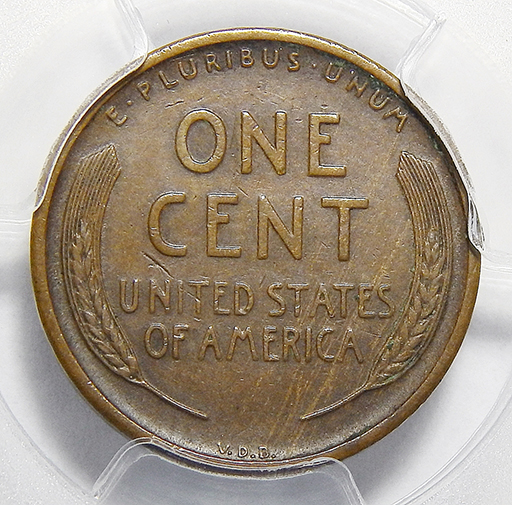 E·PLURIBUS·UNUM
ONE
CENT
UNITED STATES
OF AMERICA
V.D.B.